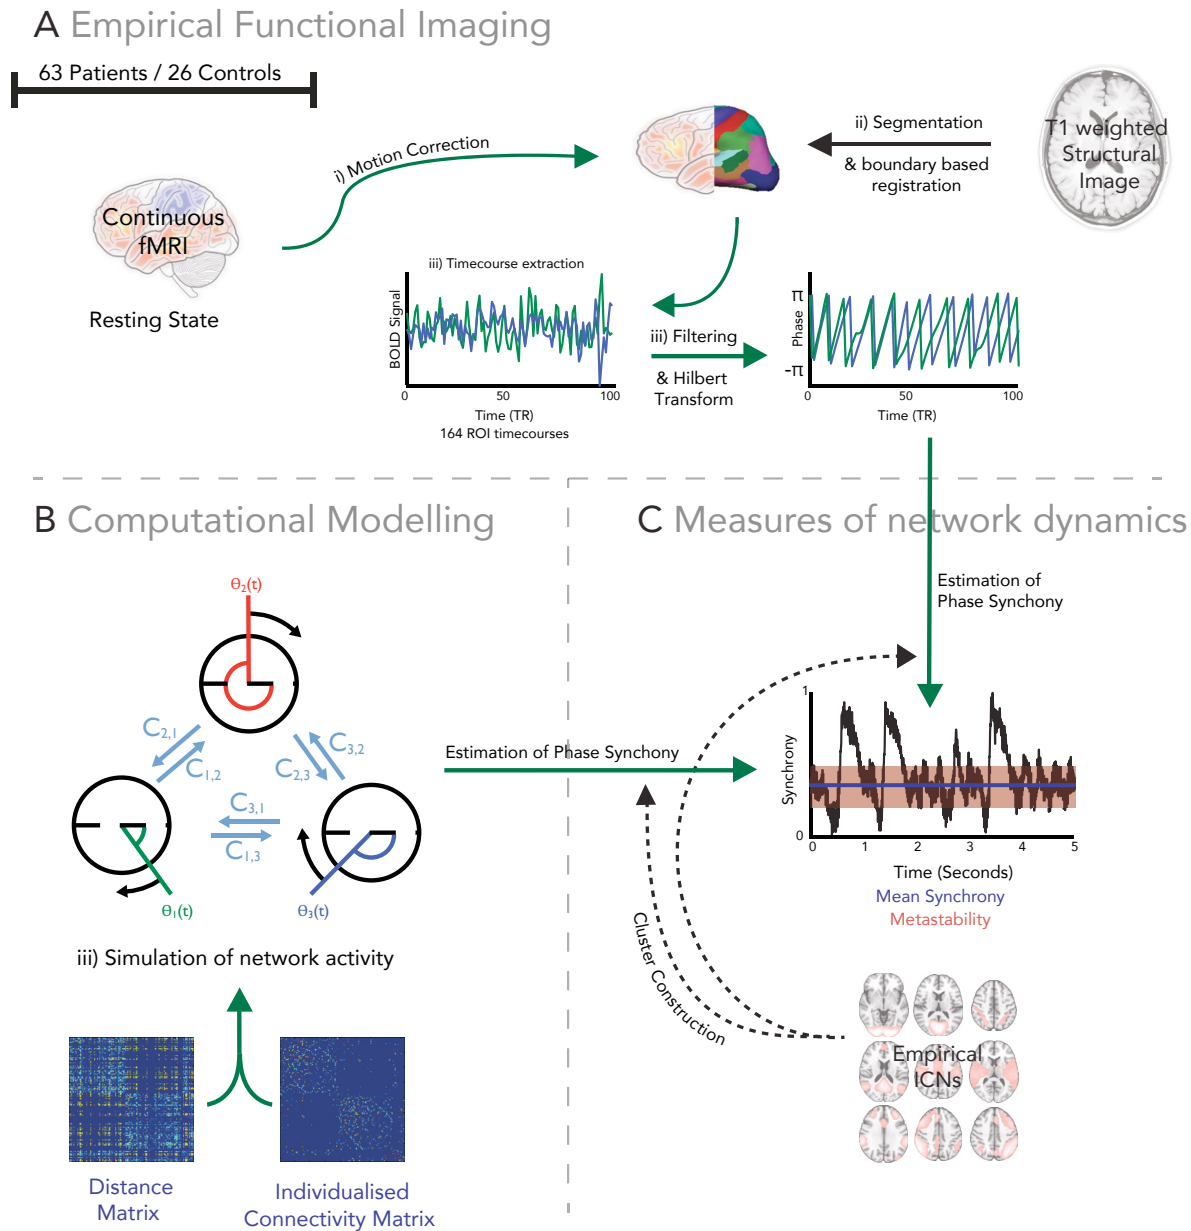 A Empirical Functional Imaging
63 Patients / 26 Controls
i) Motion Correction
ii) Segmentation
& boundary based
registration
T1 weighted
Structural
Image
Continuous
fMRI
Resting State
iii) Timecourse extraction
BOLD Signal
0
50
100
Time (TR)
164 ROI timecourses
iii) Filtering
& Hilbert
Transform
Phase
π
-π
0
50
100
Time (TR)
B Computational Modelling
θ2(t)
C2,1
C1,2
C3,2
C2,3
C3,1
C1,3
θ1(t)
θ3(t)
iii) Simulation of network activity
Distance
Matrix
Individualised
Connectivity Matrix
Estimation of Phase Synchony
C Measures of network dynamics
Estimation of
Phase Synchony
1
Synchrony
0
0 1 2 3 4 5
Time (Seconds)
Mean Synchrony
Metastability
Cluster Construction
Empirical
ICNs